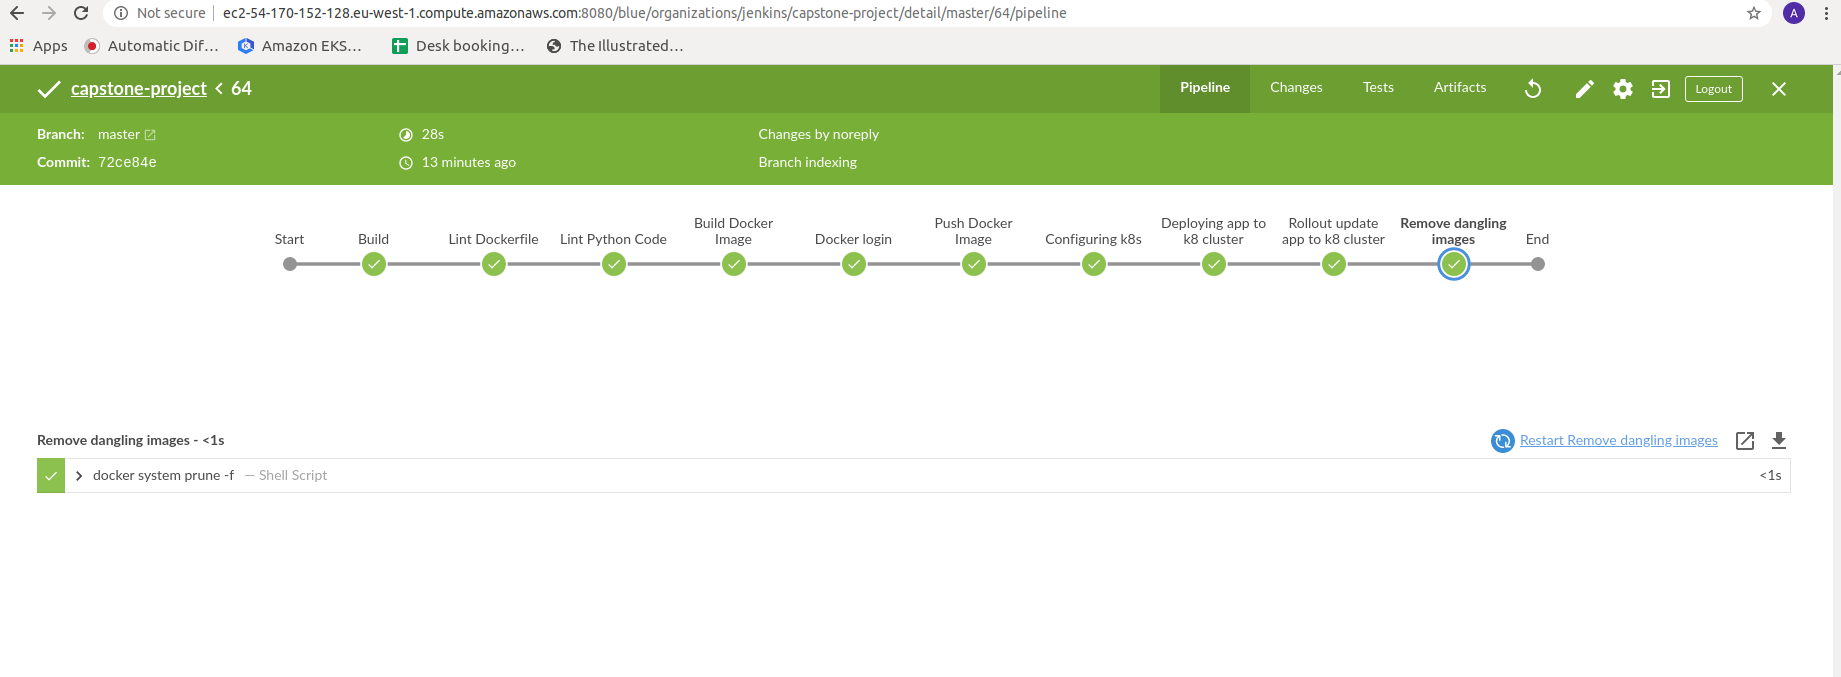 Not secure ec2-54-170-152-128.eu-west-1.compute.amazonaws.com:8080/blue/organizations/jenkins/capstone-project/detail/master/64/pipeline A
Apps Automatic Dif... Amazon EKS... Desk booking... The Illustrated...
capstone-project < 64 Pipeline Changes Tests Artifacts Logout
Branch: master 28s Changes by noreply
Commit: 72ce84e 13 minutes ago Branch indexing
Start
Build
Lint Dockerfile
Lint Python Code
Build Docker
Image
Docker login
Push Docker
Image
Configuring k8s
Deploying app to
k8 cluster
Rollout update
app to k8 cluster
Remove dangling
images
End
Remove dangling images - <1s Restart Remove dangling images
docker system prune -f — Shell Script <1s